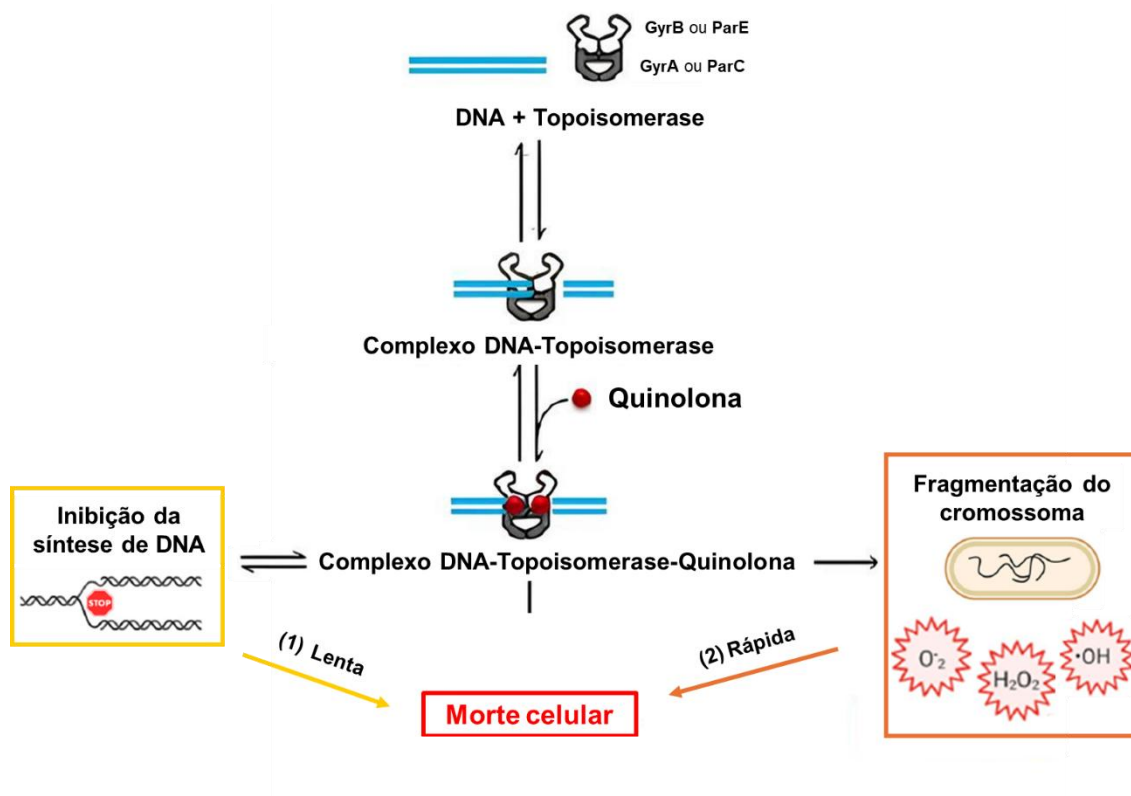 GyrB ou ParE
GyrA ou ParC
DNA + Topoisomerase
Complexo DNA-Topoisomerase
Quinolona
Inibição da
síntese de DNA
STOP
Complexo DNA-Topoisomerase-Quinolona
Fragmentação do
cromossoma
O⁻₂
H₂O₂
•OH
(1) Lenta
(2) Rápida
Morte celular